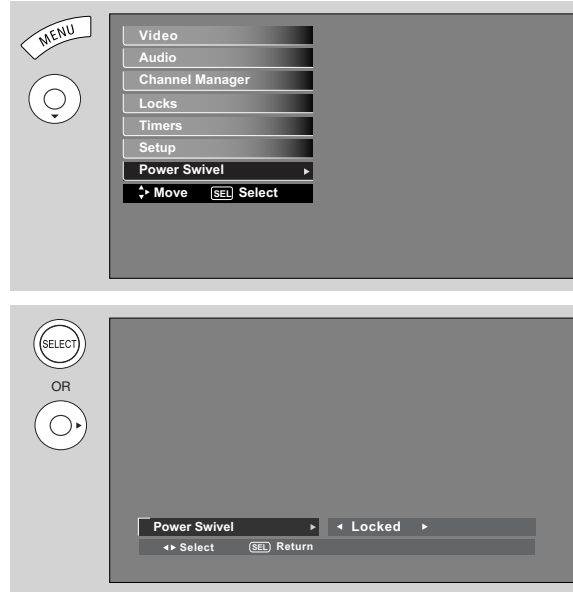 MENU
Video
Audio
Channel Manager
Locks
Timers
Setup
Power Swivel
Move SEL Select
SELECT
OR
Power Swivel Locked
Select SEL Return